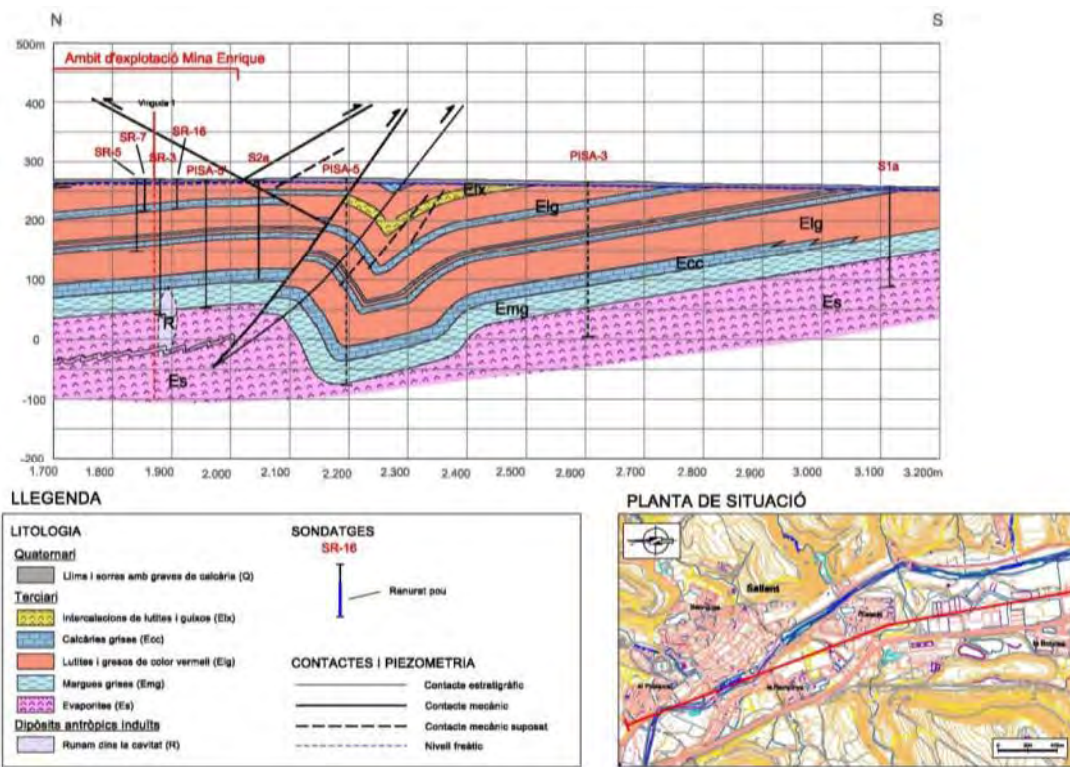 N
S
500m
400
300
200
100
0
-100
-200
Ambit d'explotació Mina Enrique
Vinguda 1
SR-7
SR-16
SR-5
SR-3
PISA-5'
S2a
PISA-5
PISA-3
S1a
Elx
Elg
Elg
Ecc
Emg
Es
R
Es
1.700
1.800
1.900
2.000
2.100
2.200
2.300
2.400
2.500
2.600
2.700
2.800
2.900
3.000
3.100
3.200m
LLEGENDA
LITOLOGIA
Quaternari
Llims i sorres amb graves de calcària (Q)
Terciari
Intercalacions de lutites i guixos (Elx)
Calcàries grises (Ecc)
Lutites i gresos de color vermell (Elg)
Margues grises (Emg)
Evaporites (Es)
Dipòsits antròpics induïts
Runam dins la cavitat (R)
SONDATGES
SR-16
Ranurat pou
CONTACTES I PIEZOMETRIA
Contacte estratigràfic
Contacte mecànic
Contacte mecànic suposat
Nivell freàtic
PLANTA DE SITUACIÓ
Sallent